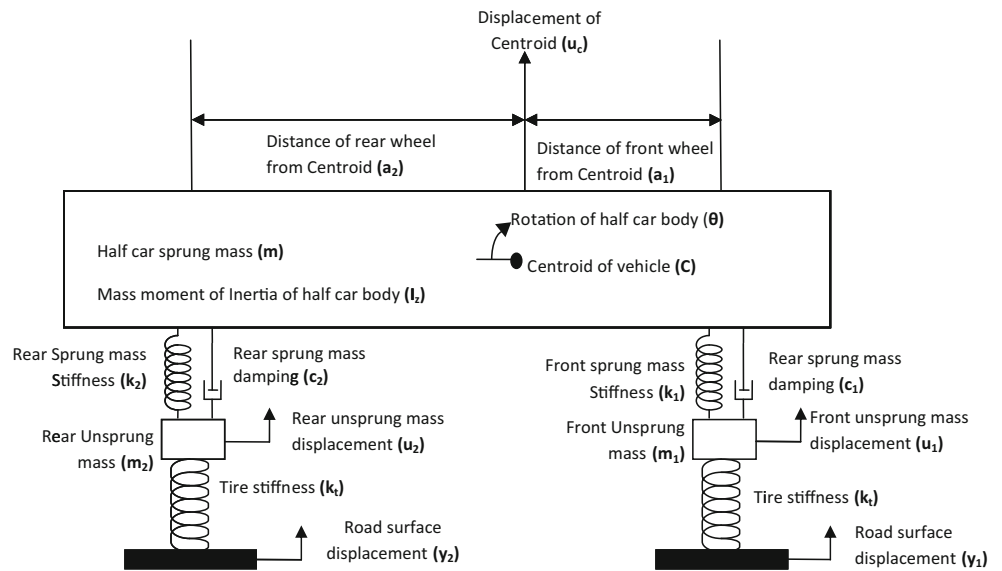 Displacement of
Centroid (uc)
Distance of rear wheel
from Centroid (a2)
Distance of front wheel
from Centroid (a1)
Rotation of half car body (θ)
Half car sprung mass (m)
Centroid of vehicle (C)
Mass moment of Inertia of half car body (Iz)
Rear Sprung mass
Stiffness (k2)
Rear sprung mass
damping (c2)
Front sprung mass
Stiffness (k1)
Rear sprung mass
damping (c1)
Rear Unsprung
mass (m2)
Rear unsprung mass
displacement (u2)
Front Unsprung
mass (m1)
Front unsprung mass
displacement (u1)
Tire stiffness (kt)
Tire stiffness (kt)
Road surface
displacement (y2)
Road surface
displacement (y1)